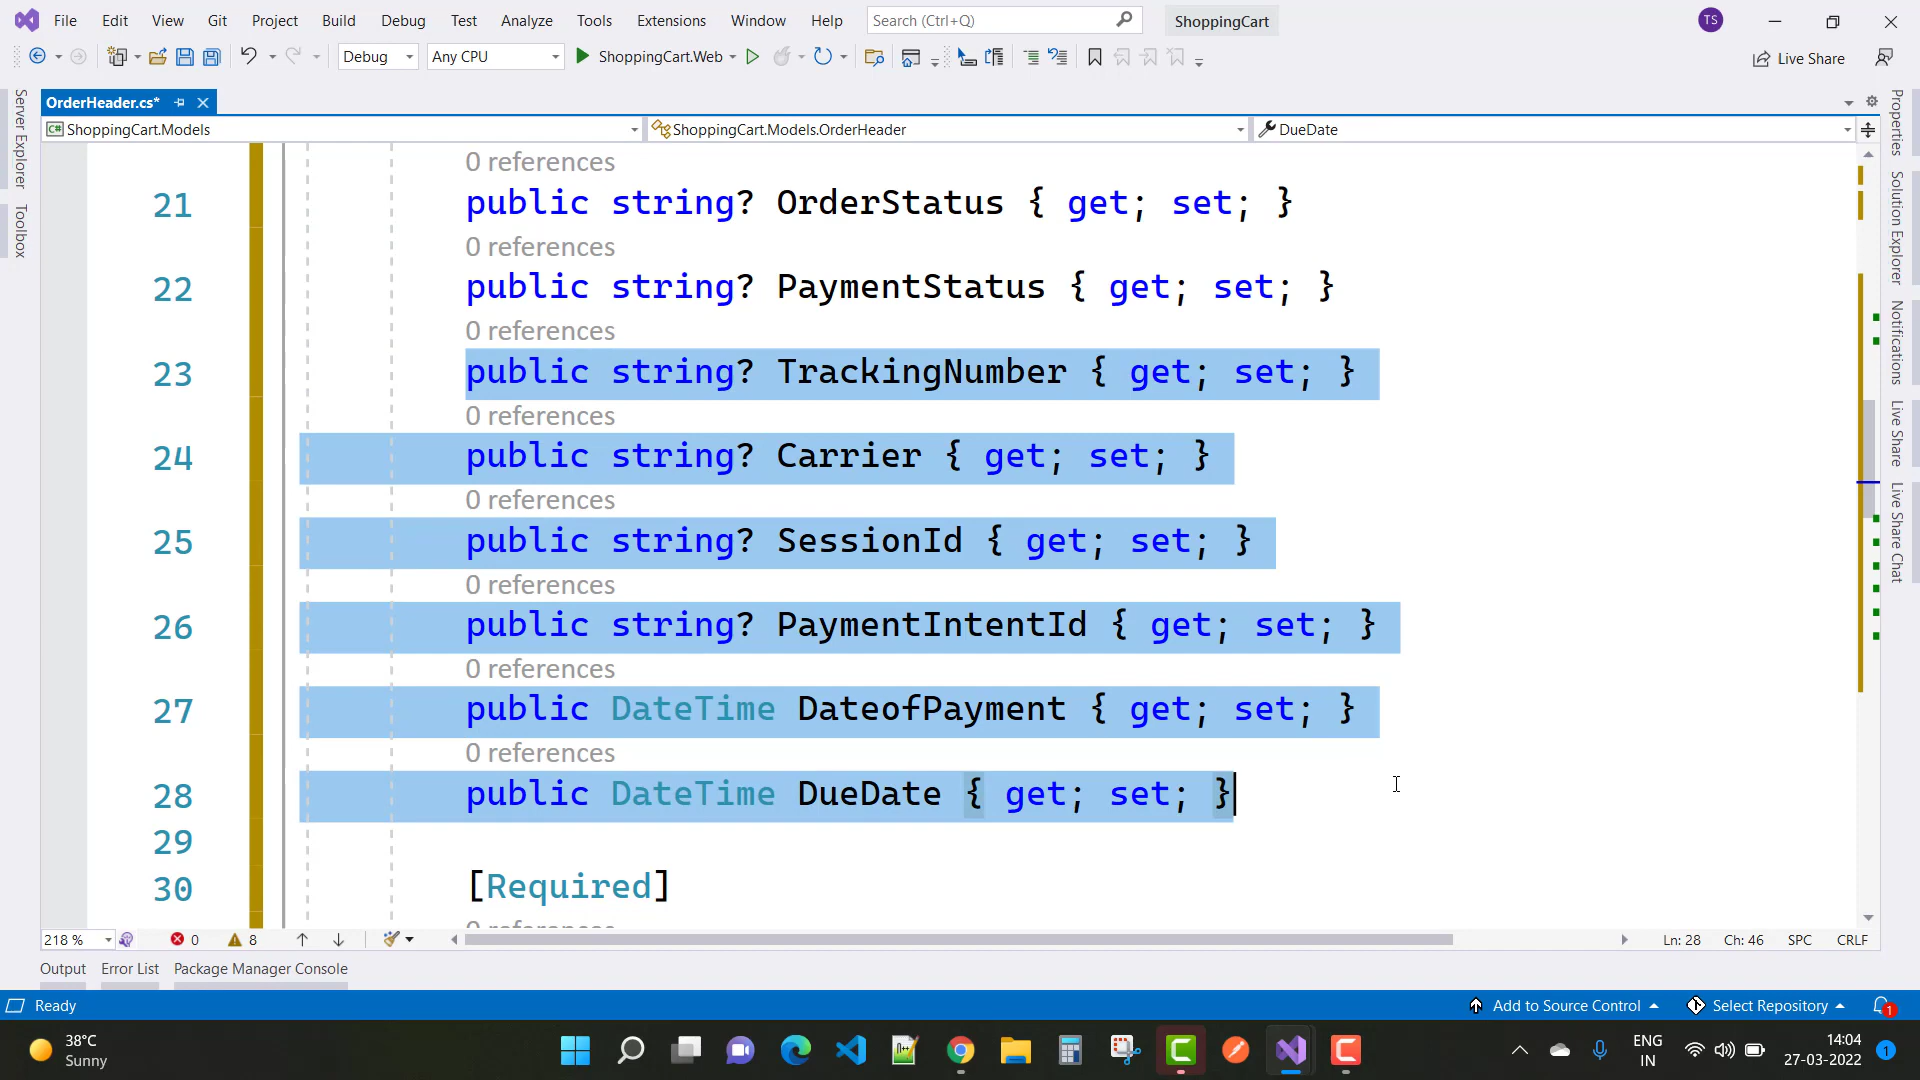 File Edit View Git Project Build Debug Test Analyze Tools Extensions Window Help Search (Ctrl+Q) ShoppingCart TS
Debug Any CPU ShoppingCart.Web Live Share
OrderHeader.cs*
ShoppingCart.Models ShoppingCart.Models.OrderHeader DueDate
Server Explorer
Toolbox
0 references
21 public string? OrderStatus { get; set; }
0 references
22 public string? PaymentStatus { get; set; }
0 references
23 public string? TrackingNumber { get; set; }
0 references
24 public string? Carrier { get; set; }
0 references
25 public string? SessionId { get; set; }
0 references
26 public string? PaymentIntentId { get; set; }
0 references
27 public DateTime DateofPayment { get; set; }
0 references
28 public DateTime DueDate { get; set; }
29
30 [Required]
0 references
Properties
Solution Explorer
Notifications
Live Share
Live Share Chat
218 % 0 8 Ln: 28 Ch: 46 SPC CRLF
Output Error List Package Manager Console
Ready Add to Source Control Select Repository 1
38°C
Sunny
ENG
IN
14:04
27-03-2022
1